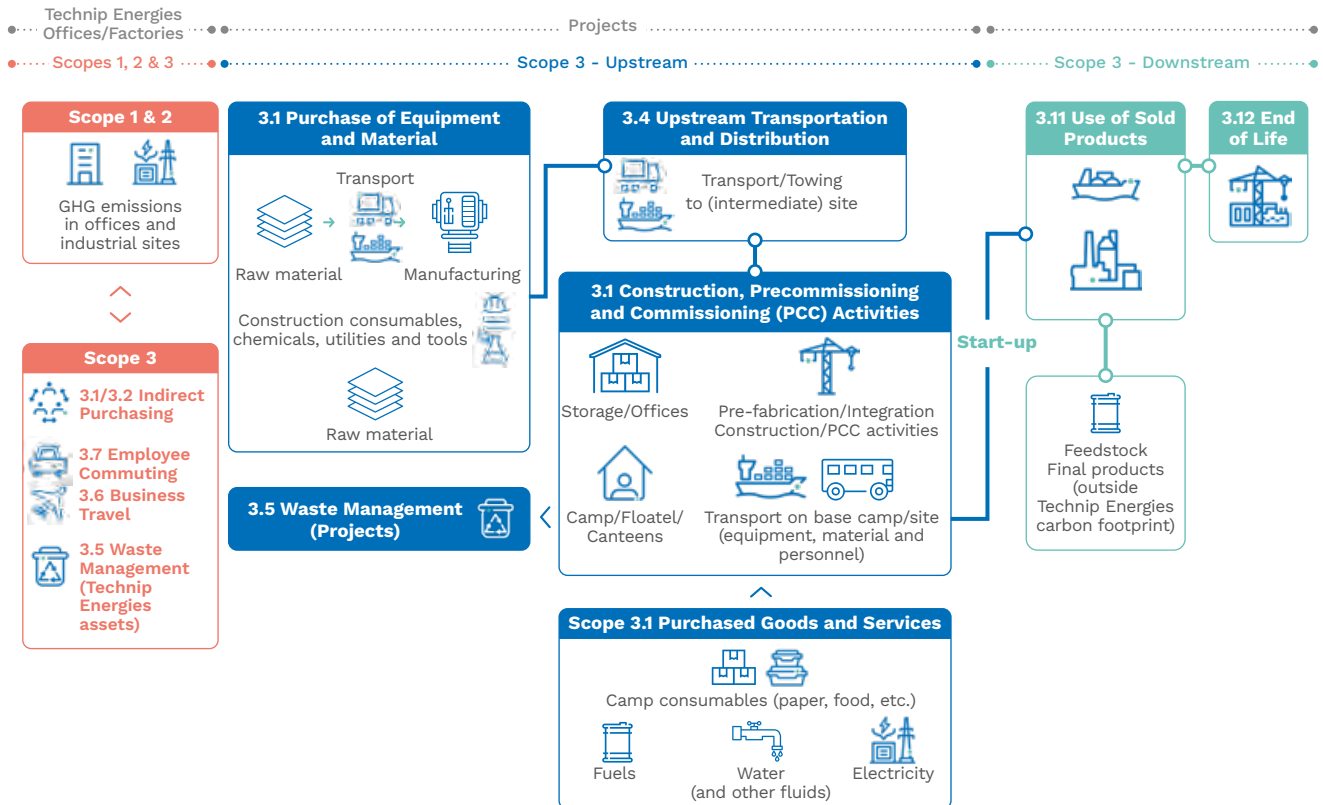 Technip Energies
Offices/Factories
Projects
Scopes 1, 2 & 3
Scope 3 - Upstream
Scope 3 - Downstream
Scope 1 & 2
GHG emissions
in offices and
industrial sites
Scope 3
3.1/3.2 Indirect
Purchasing
3.7 Employee
Commuting
3.6 Business
Travel
3.5 Waste
Management
(Technip
Energies
assets)
3.1 Purchase of Equipment
and Material
Transport
Raw material
Manufacturing
Construction consumables,
chemicals, utilities and tools
Raw material
3.5 Waste Management
(Projects)
3.4 Upstream Transportation
and Distribution
Transport/Towing
to (intermediate) site
3.1 Construction, Precommissioning
and Commissioning (PCC) Activities
Storage/Offices
Pre-fabrication/Integration
Construction/PCC activities
Camp/Floatel/
Canteens
Transport on base camp/site
(equipment, material and
personnel)
Scope 3.1 Purchased Goods and Services
Camp consumables (paper, food, etc.)
Fuels
Water
(and other fluids)
Electricity
Start-up
3.11 Use of Sold
Products
3.12 End
of Life
Feedstock
Final products
(outside
Technip Energies
carbon footprint)